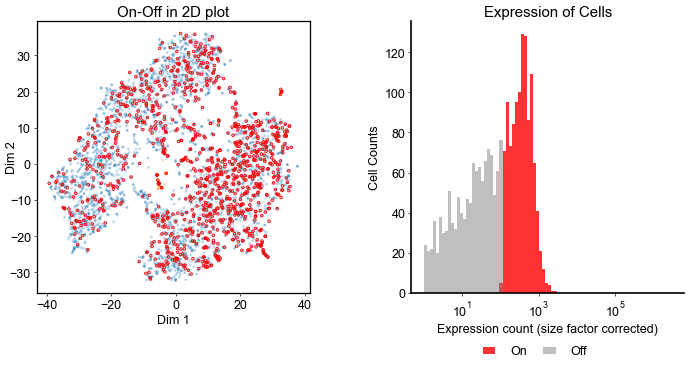 On-Off in 2D plot
Dim 2
30
20
10
0
−10
−20
−30
−40
−20
0
20
40
Dim 1
Expression of Cells
Cell Counts
120
100
80
60
40
20
0
10^1
10^3
10^5
Expression count (size factor corrected)
On
Off